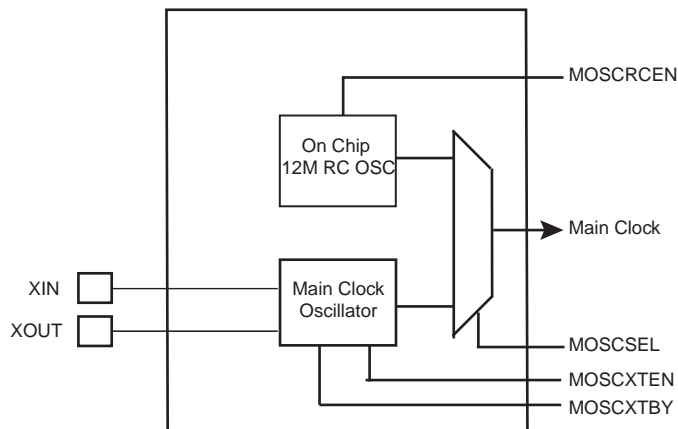 MOSCRCEN
On Chip
12M RC OSC
Main Clock
XIN
Main Clock
Oscillator
XOUT
MOSCSEL
MOSCXTEN
MOSCXTBY